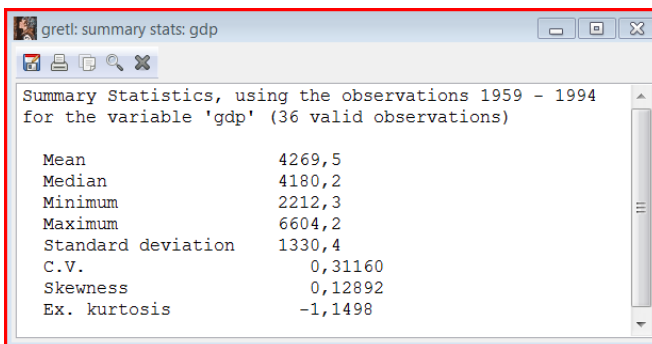 gretl: summary stats: gdp
Summary Statistics, using the observations 1959 - 1994
for the variable 'gdp' (36 valid observations)
Mean 4269,5
Median 4180,2
Minimum 2212,3
Maximum 6604,2
Standard deviation 1330,4
C.V. 0,31160
Skewness 0,12892
Ex. kurtosis -1,1498